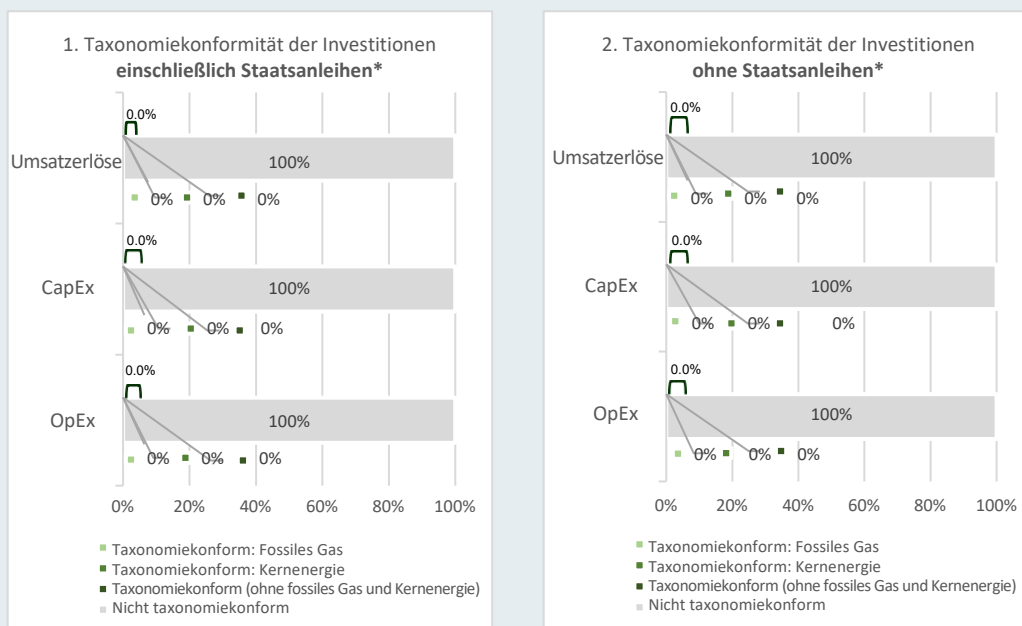 1. Taxonomiekonformität der Investitionen
einschließlich Staatsanleihen*
0.0%
Umsatzerlöse
100%
0% 0% 0%
0.0%
CapEx
100%
0% 0% 0%
0.0%
OpEx
100%
0% 0% 0%
0% 20% 40% 60% 80% 100%
Taxonomiekonform: Fossiles Gas
Taxonomiekonform: Kernenergie
Taxonomiekonform (ohne fossiles Gas und Kernenergie)
Nicht taxonomiekonform
2. Taxonomiekonformität der Investitionen
ohne Staatsanleihen*
0.0%
Umsatzerlöse
100%
0% 0% 0%
0.0%
CapEx
100%
0% 0% 0%
0.0%
OpEx
100%
0% 0% 0%
0% 20% 40% 60% 80% 100%
Taxonomiekonform: Fossiles Gas
Taxonomiekonform: Kernenergie
Taxonomiekonform (ohne fossiles Gas und Kernenergie)
Nicht taxonomiekonform